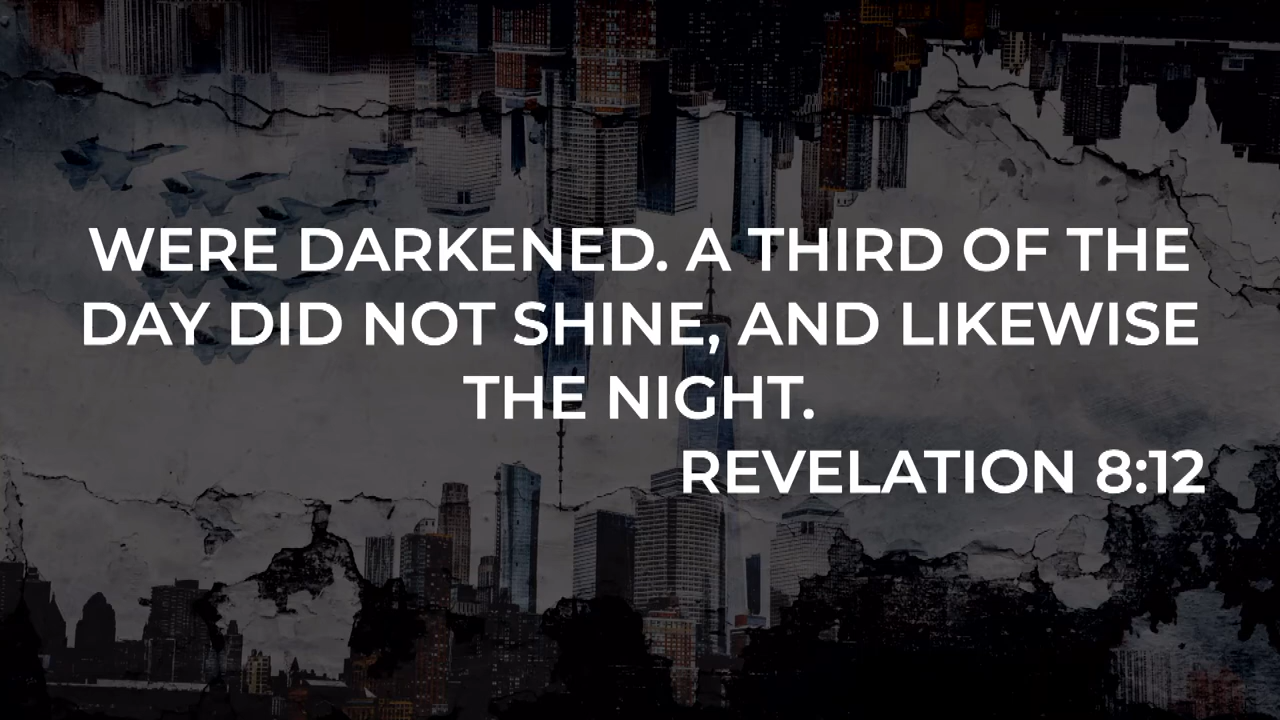 WERE DARKENED. A THIRD OF THE
DAY DID NOT SHINE, AND LIKEWISE
THE NIGHT.
REVELATION 8:12